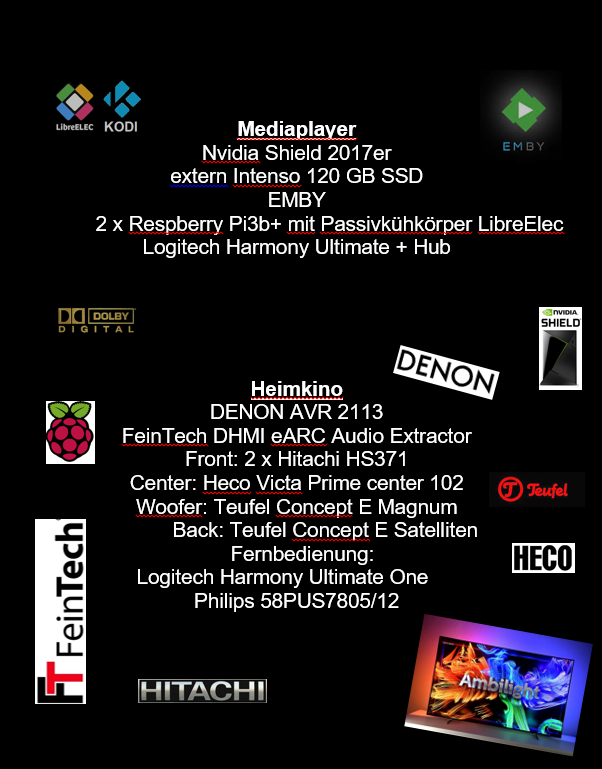 LibreELEC KODI
EMBY
Mediaplayer
Nvidia Shield 2017er
extern Intenso 120 GB SSD
EMBY
2 x Respberry Pi3b+ mit Passivkühkörper LibreElec
Logitech Harmony Ultimate + Hub
DOLBY
DIGITAL
NVIDIA
SHIELD
DENON
Heimkino
DENON AVR 2113
FeinTech DHMI eARC Audio Extractor
Front: 2 x Hitachi HS371
Center: Heco Victa Prime center 102
Woofer: Teufel Concept E Magnum
Back: Teufel Concept E Satelliten
Fernbedienung:
Logitech Harmony Ultimate One
Philips 58PUS7805/12
Teufel
HECO
FeinTech
HITACHI
Ambilight